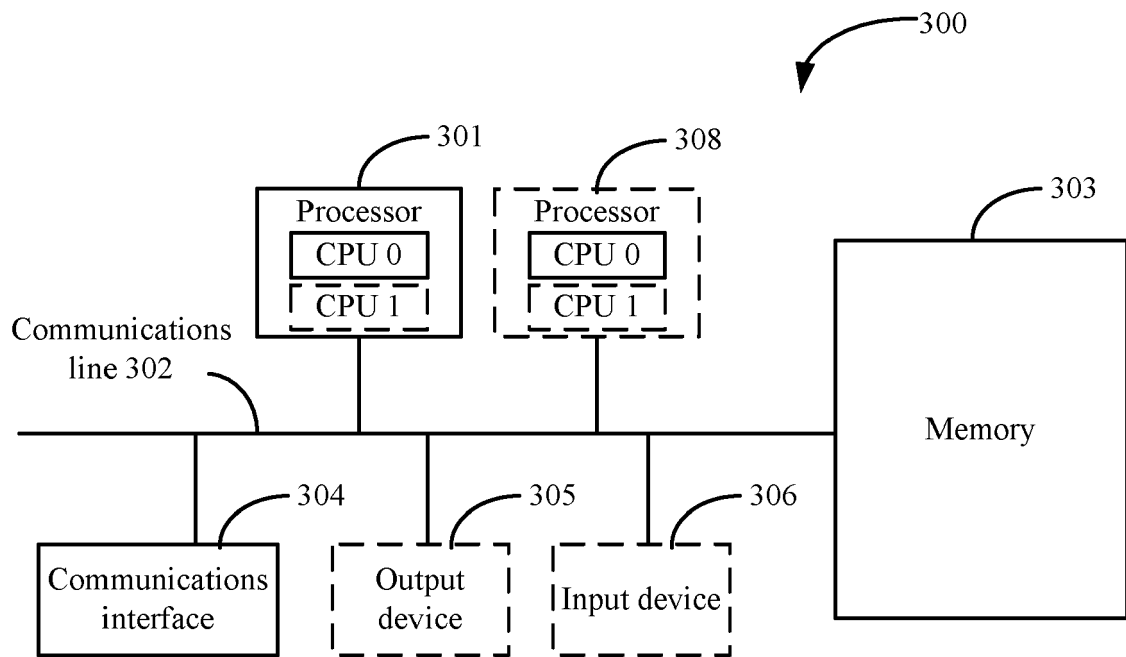 300
301
308
303
Processor
CPU 0
CPU 1
Processor
CPU 0
CPU 1
Communications
line 302
Memory
304
305
306
Communications
interface
Output
device
Input device